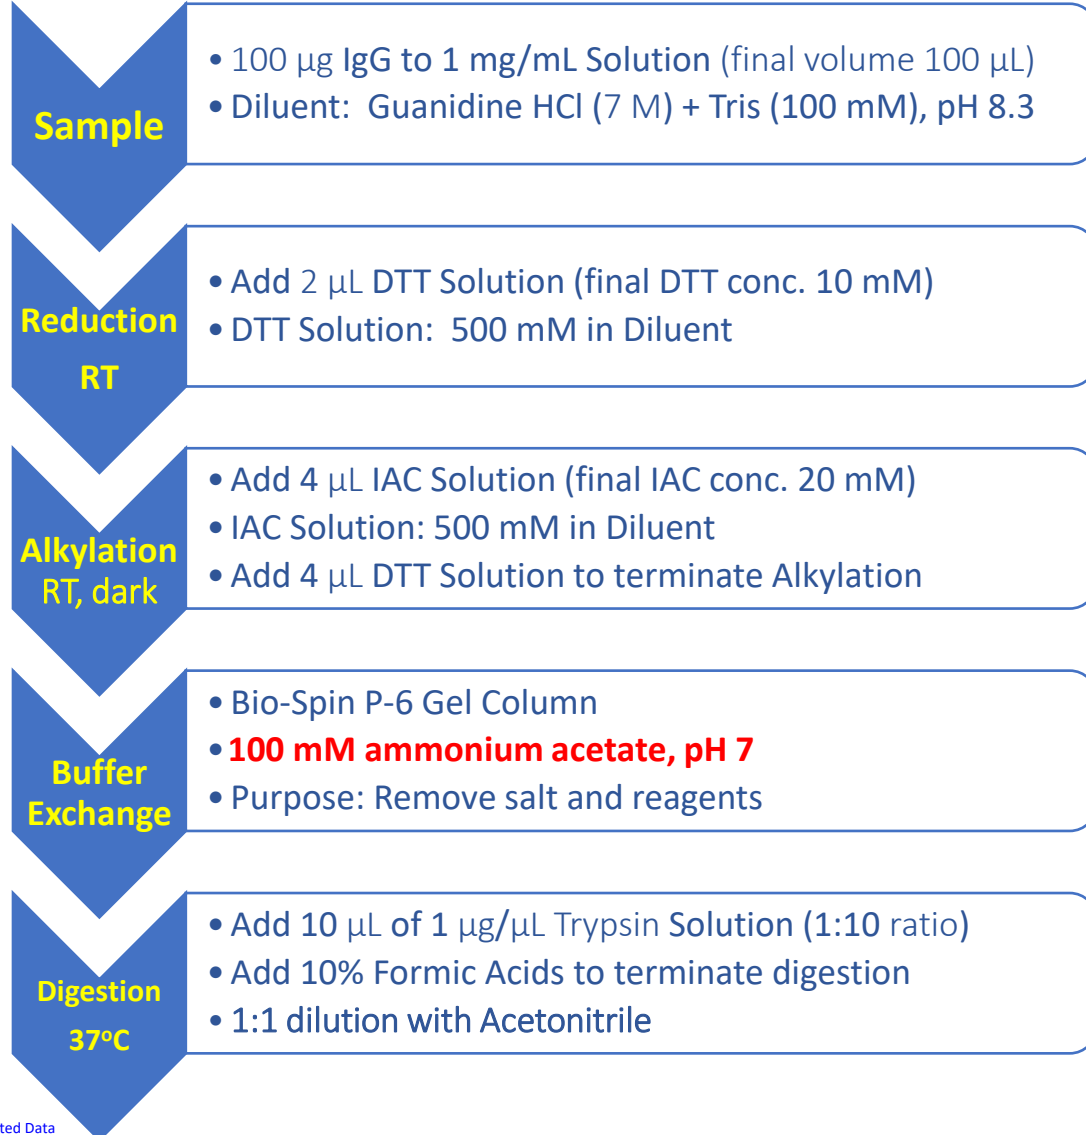 Sample
• 100 µg IgG to 1 mg/mL Solution (final volume 100 µL)
• Diluent: Guanidine HCl (7 M) + Tris (100 mM), pH 8.3
Reduction
RT
• Add 2 µL DTT Solution (final DTT conc. 10 mM)
• DTT Solution: 500 mM in Diluent
Alkylation
RT, dark
• Add 4 µL IAC Solution (final IAC conc. 20 mM)
• IAC Solution: 500 mM in Diluent
• Add 4 µL DTT Solution to terminate Alkylation
Buffer
Exchange
• Bio-Spin P-6 Gel Column
• 100 mM ammonium acetate, pH 7
• Purpose: Remove salt and reagents
Digestion
37°C
• Add 10 µL of 1 µg/µL Trypsin Solution (1:10 ratio)
• Add 10% Formic Acids to terminate digestion
• 1:1 dilution with Acetonitrile
ted Data